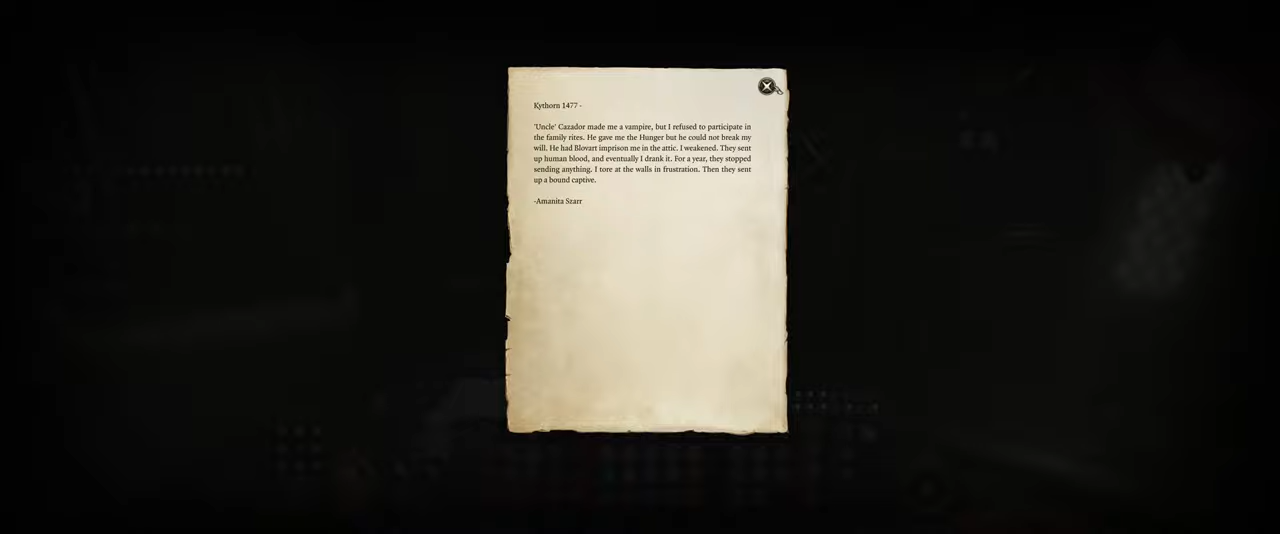 Kythorn 1477 -
'Uncle' Cazador made me a vampire, but I refused to participate in
the family rites. He gave me the Hunger but he could not break my
will. He had Blovart imprison me in the attic. I weakened. They sent
up human blood, and eventually I drank it. For a year, they stopped
sending anything. I tore at the walls in frustration. Then they sent
up a bound captive.
-Amanita Szarr